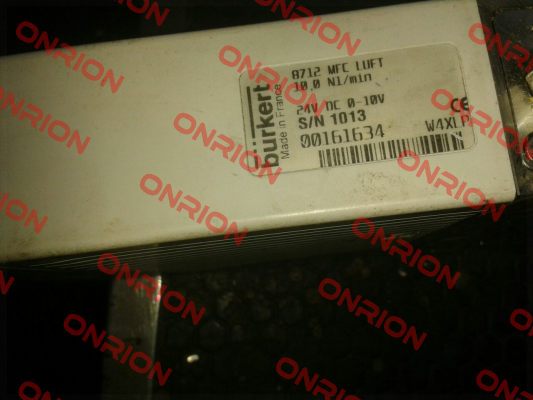 bürkert
Made in France
8712 MFC LUFT
10,0 Nl/min
24V DC 0-10V
S/N 1013
00161634
W4XLP
CE
ONRION